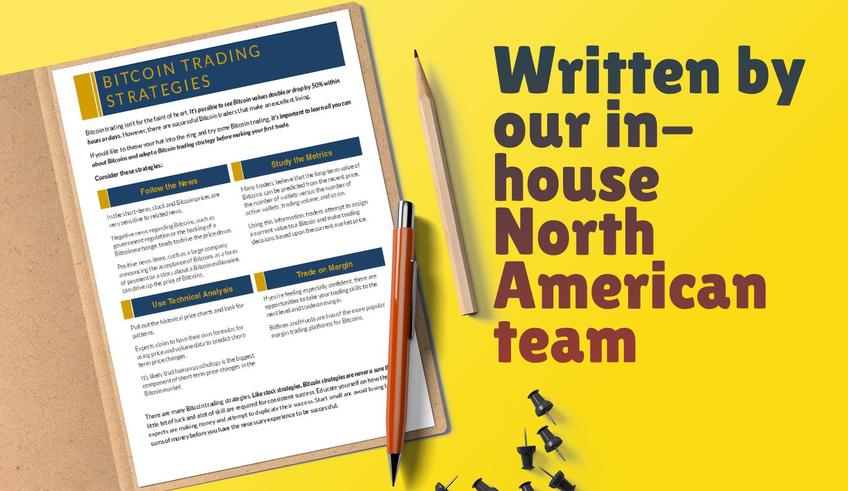 BITCOIN TRADING
STRATEGIES
Bitcoin trading isn't for the faint of heart. It's possible to see Bitcoin values double or drop by 50% within
hours or days. However, there are successful Bitcoin traders that make an excellent living.
If you'd like to throw your hat into the ring and try some Bitcoin trading, it's important to learn all you can
about Bitcoins and adopt a Bitcoin trading strategy before making your first trade.
Consider these strategies:
Follow the News
In the short-term, stock and Bitcoin prices are
very sensitive to related news.
Negative news regarding Bitcoins, such as
government regulation or the hacking of a
Bitcoin exchange, tends to drive the price down.
Positive news items, such as a large company
announcing the acceptance of Bitcoins as a form
of payment or a story about a Bitcoin millionaire,
can drive up the price of Bitcoins.
Study the Metrics
Many traders believe that the long-term value of
Bitcoins can be predicted from the recent price,
the number of wallets versus the number of
active wallets, trading volume, and so on.
Using this information, traders attempt to assign
a current value to a Bitcoin and make trading
decisions based upon the current market price.
Use Technical Analysis
Pull out the historical price charts and look for
patterns.
Experts claim to have their own formulas for
using price and volume data to predict short-
term price changes.
It's likely that human psychology is the biggest
component of short-term price changes in the
Bitcoin market.
Trade on Margin
If you're feeling especially confident, there are
opportunities to take your trading skills to the
next level and trade on margin.
Bitfinex and Huobi are two of the more popular
margin trading platforms for Bitcoins.
There are many Bitcoin trading strategies. Like stock strategies, Bitcoin strategies are never a sure
little bit of luck and a lot of skill are required for consistent success. Educate yourself on how the
experts are making money and attempt to duplicate their success. Start small and avoid losing
sums of money before you have the necessary experience to be successful.
Written by
our in-
house
North
American
team